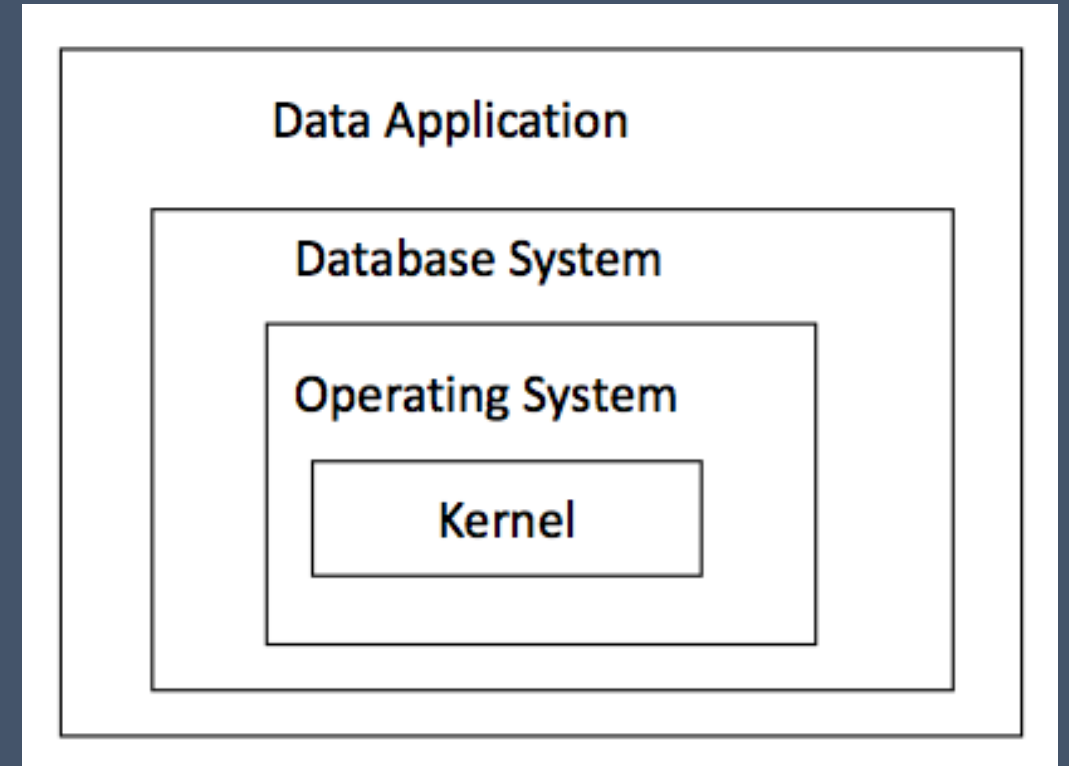 Data Application
Database System
Operating System
Kernel